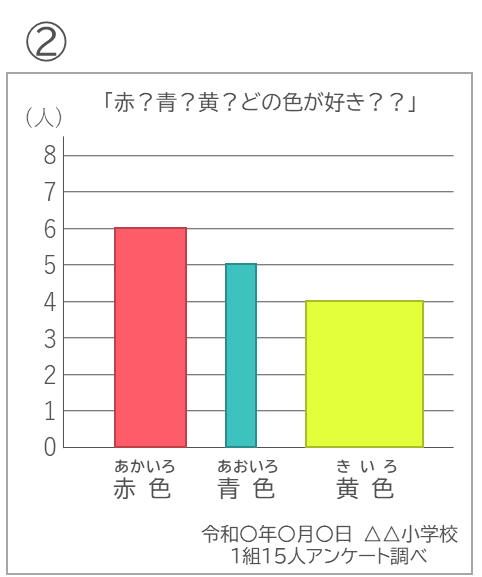 ②
「赤？青？黄？どの色が好き？？」
(人)
8
7
6
5
4
3
2
1
0
あかいろ あおいろ きいろ
赤色 青色 黄色
令和〇年〇月〇日 △△小学校
1組15人アンケート調べ